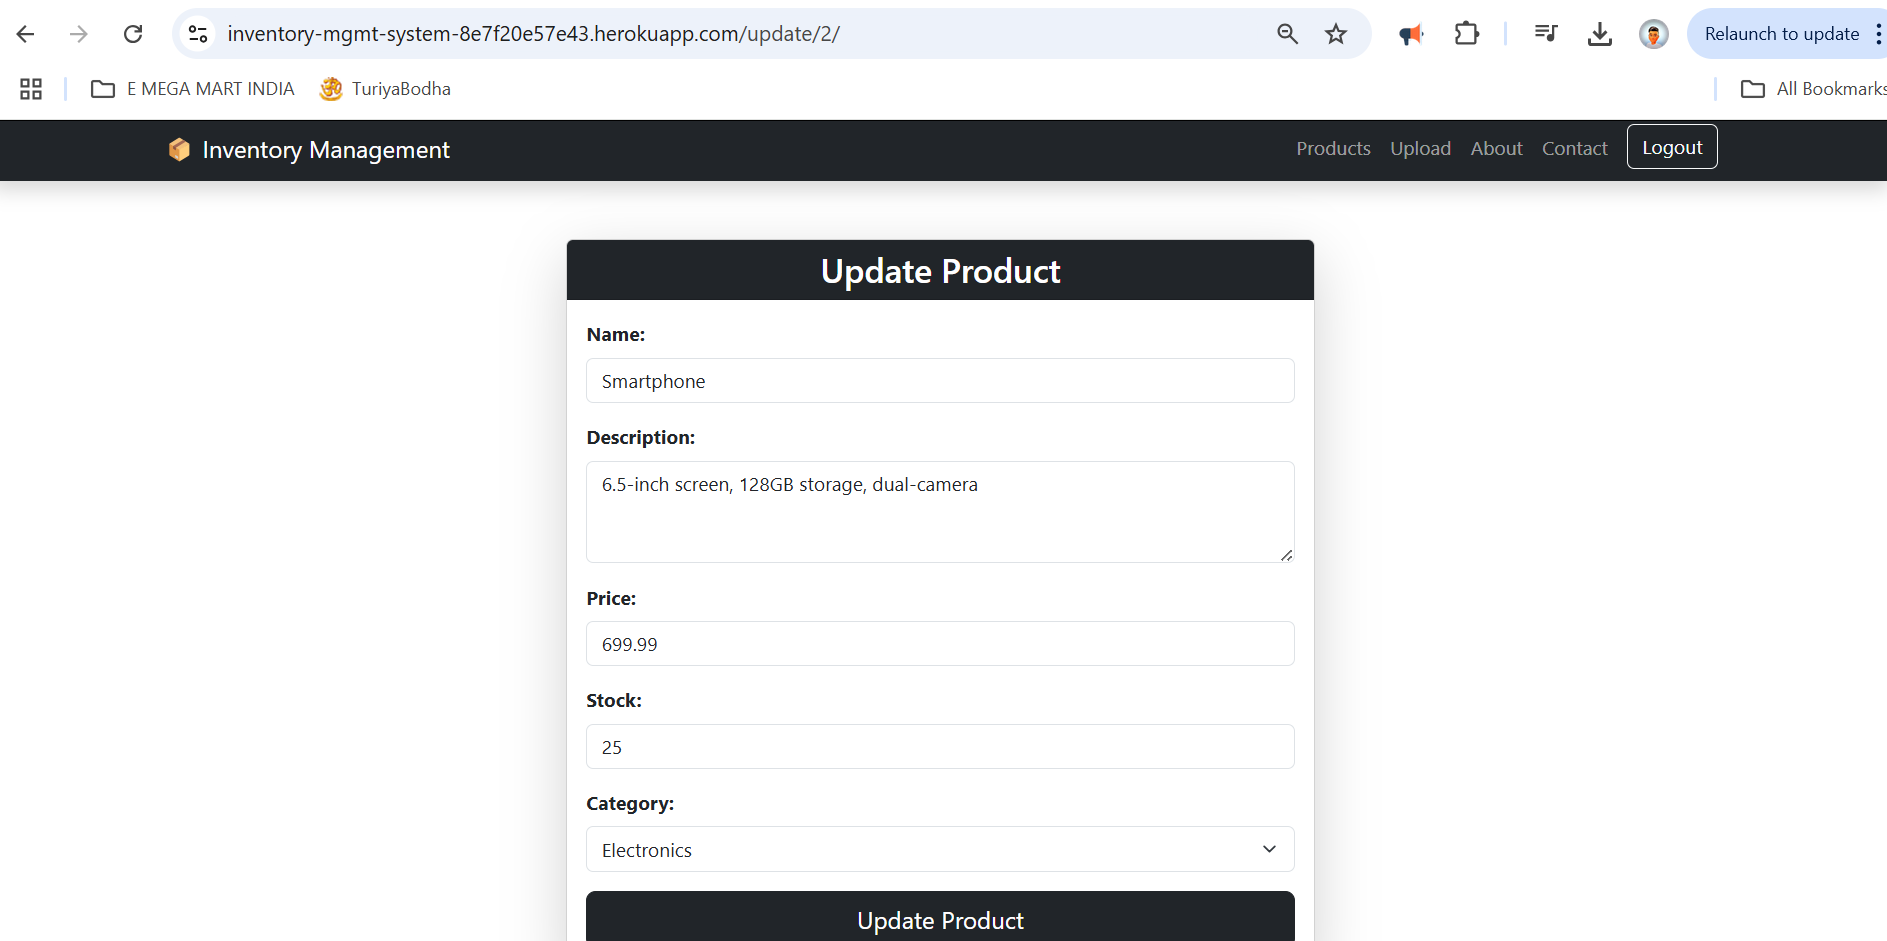 inventory-mgmt-system-8e7f20e57e43.herokuapp.com/update/2/
Relaunch to update
E MEGA MART INDIA
TuriyaBodha
All Bookmarks
Inventory Management
Products
Upload
About
Contact
Logout
Update Product
Name:
Smartphone
Description:
6.5-inch screen, 128GB storage, dual-camera
Price:
699.99
Stock:
25
Category:
Electronics
Update Product